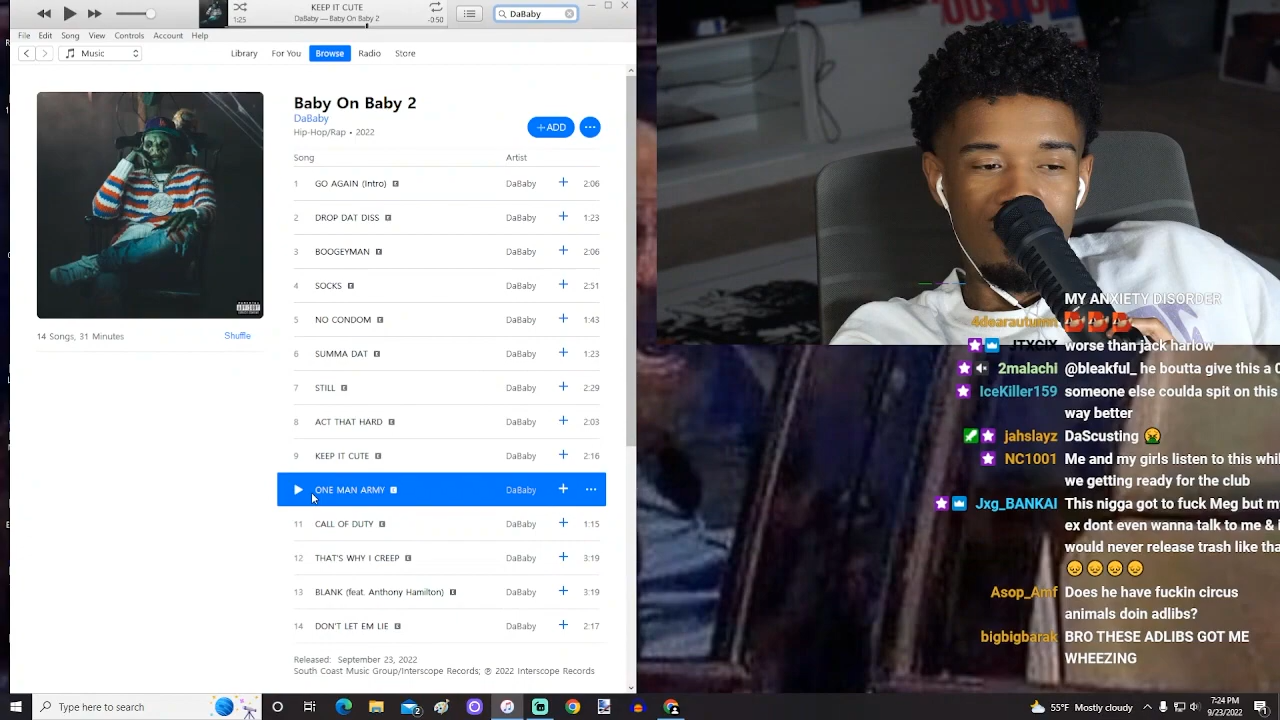 KEEP IT CUTE
1:25
DaBaby — Baby On Baby 2
-0:50
DaBaby
File Edit Song View Controls Account Help
Music
Library For You Browse Radio Store
Baby On Baby 2
DaBaby
Hip-Hop/Rap • 2022
+ADD
Song Artist
1 GO AGAIN (Intro) E DaBaby 2:06
2 DROP DAT DISS E DaBaby 1:23
3 BOOGEYMAN E DaBaby 2:06
4 SOCKS E DaBaby 2:51
5 NO CONDOM E DaBaby 1:43
6 SUMMA DAT E DaBaby 1:23
7 STILL E DaBaby 2:29
8 ACT THAT HARD E DaBaby 2:03
9 KEEP IT CUTE E DaBaby 2:16
ONE MAN ARMY E DaBaby
11 CALL OF DUTY E DaBaby 1:15
12 THAT'S WHY I CREEP E DaBaby 3:19
13 BLANK (feat. Anthony Hamilton) E DaBaby 3:19
14 DON'T LET EM LIE E DaBaby 2:17
14 Songs, 31 Minutes
Shuffle
Released: September 23, 2022
South Coast Music Group/Interscope Records; ℗ 2022 Interscope Records
MY ANXIETY DISORDER
4dearautumn
JTXCIX worse than jack harlow
2malachi @bleakful_ he boutta give this a
IceKiller159 someone else coulda spit on this
way better
jahslayz DaScusting
NC1001 Me and my girls listen to this whil
we getting ready for the club
Jxg_BANKAI This nigga got to fuck Meg but m
ex dont even wanna talk to me & i
would never release trash like tha
Asop_Amf Does he have fuckin circus
animals doin adlibs?
bigbigbarak BRO THESE ADLIBS GOT ME
WHEEZING
Type here to search
2
55°F Mostly cloudy
7:24 PM
9/23/2022